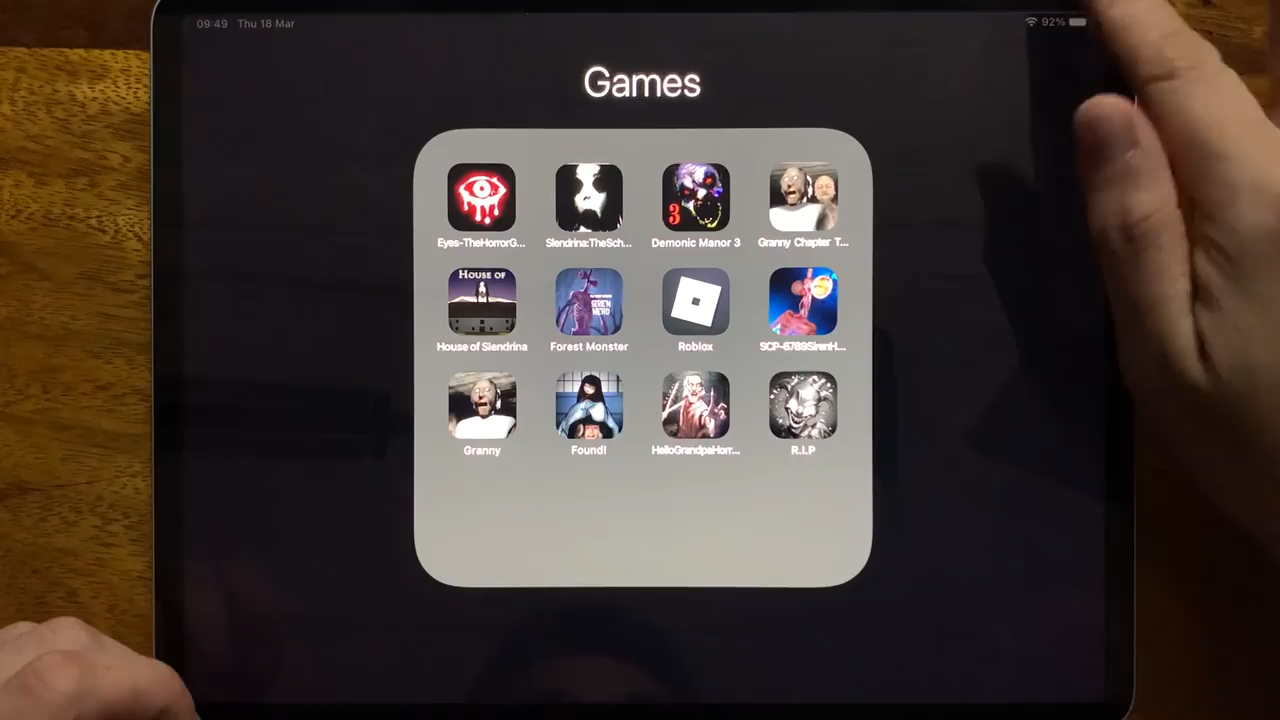 09:49 Thu 18 Mar
92%
Games
Eyes-TheHorrorG...
Slendrina:TheSch...
Demonic Manor 3
Granny Chapter T...
House of Slendrina
Forest Monster
Roblox
SCP-6789SirenH...
Granny
Found!
HelloGrandpaHorr...
R.I.P
3
HOUSE OF
SIREN
HEAD